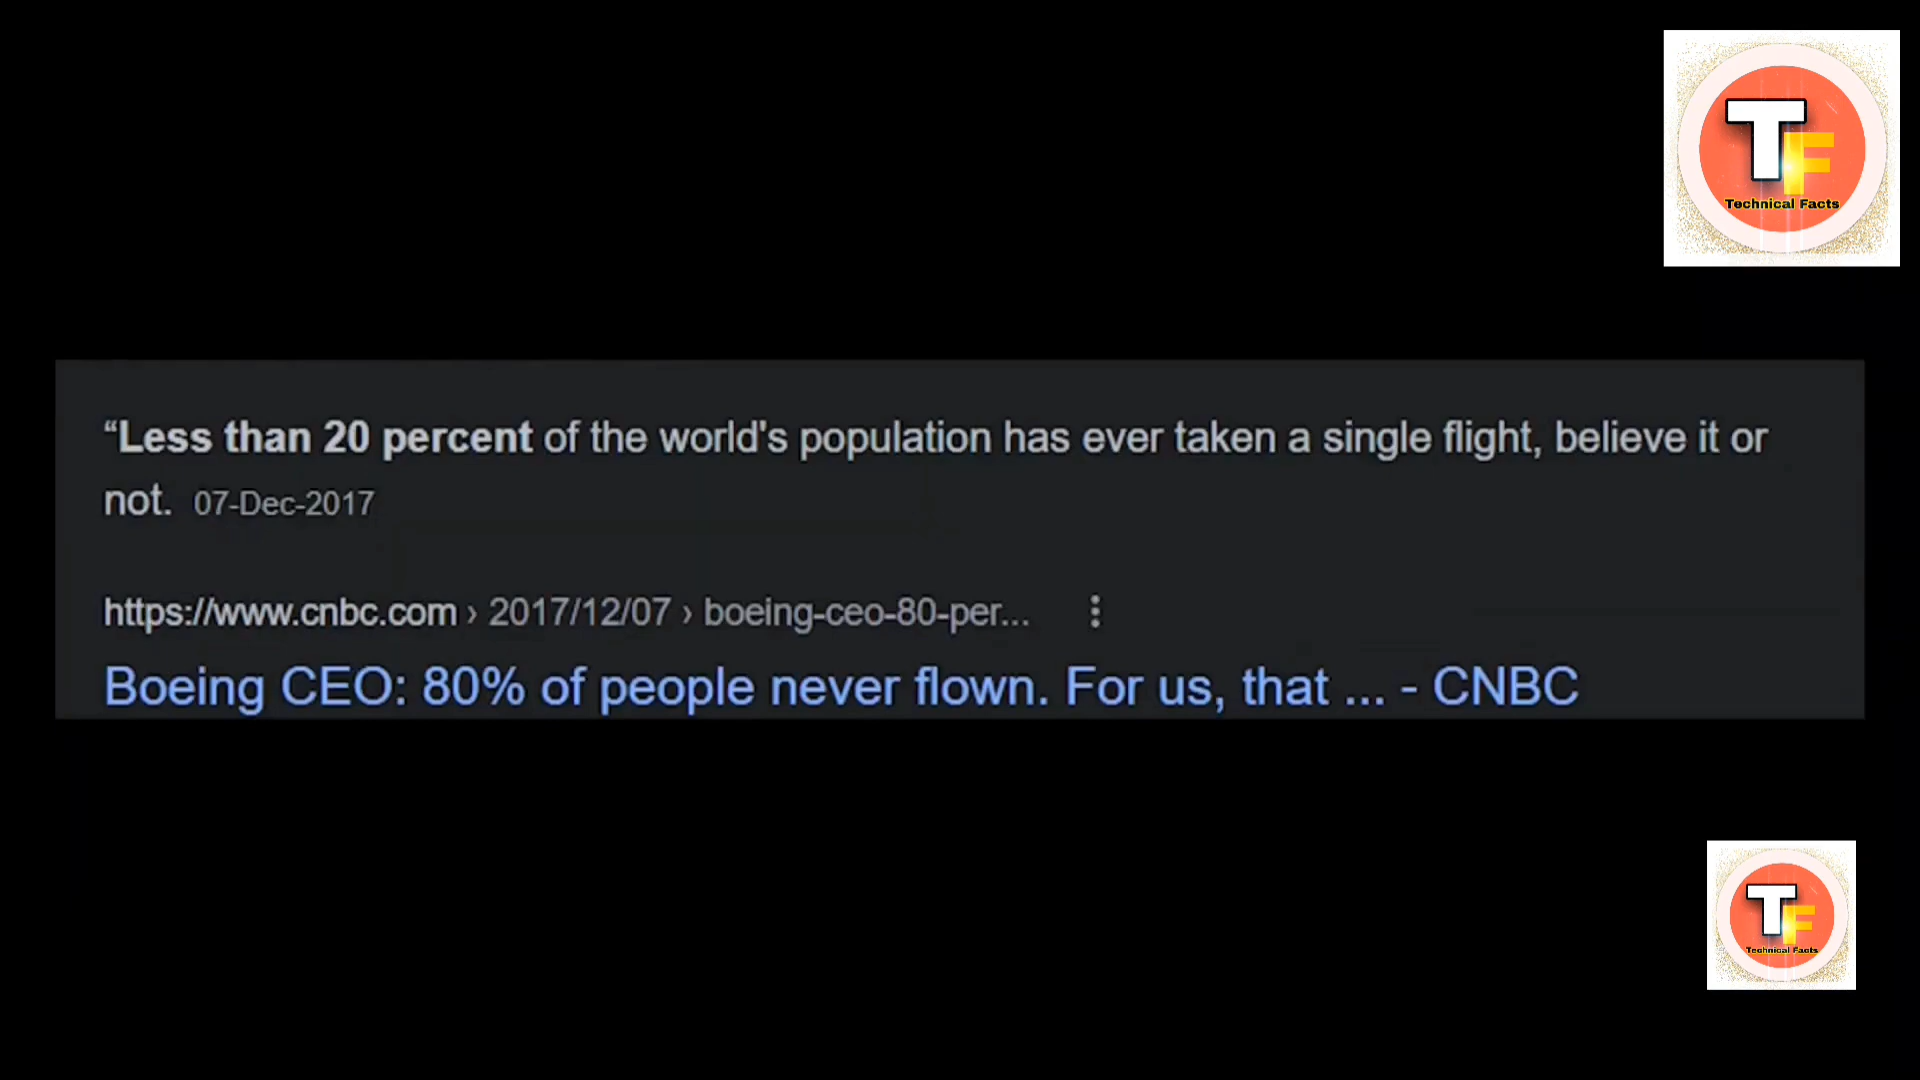 TF
Technical Facts
“Less than 20 percent of the world's population has ever taken a single flight, believe it or
not. 07-Dec-2017
https://www.cnbc.com › 2017/12/07 › boeing-ceo-80-per...
Boeing CEO: 80% of people never flown. For us, that ... - CNBC
TF
Technical Facts